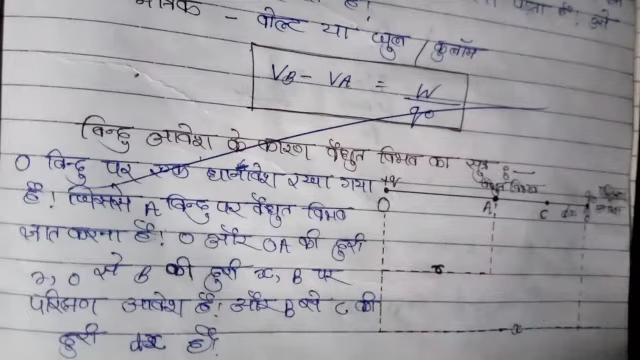 मात्रक - वोल्ट या जुल / कुलॉम
VB - VA = W / q0
बिन्दु आवेश के कारण वैद्युत विभव का सुत्र है -
O बिन्दु पर धनावेश रखा गया
है। जिससे A बिन्दु पर वैद्युत विभव
ज्ञात करना है। O और OA की दुरी
r, O से B की दुरी x, B पर
परिक्षण आवेश है। और B से C की
दुरी dx है।
+q
O A C dx B
r
x